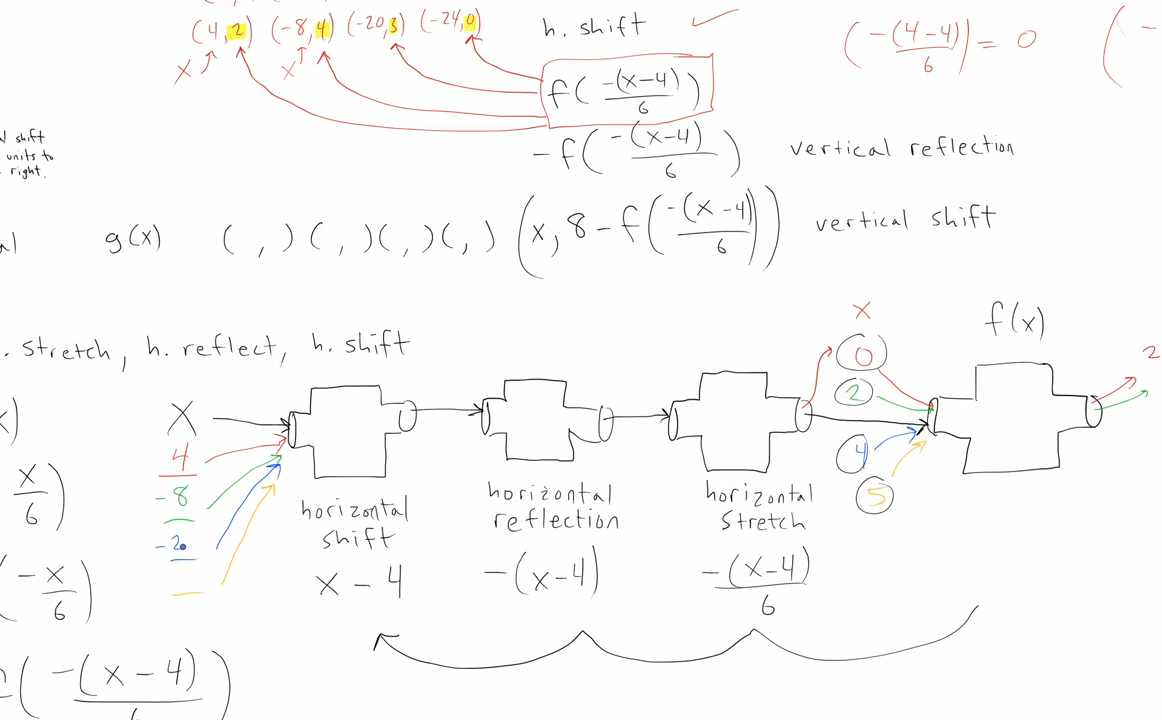 (4,2) (-8,4) (-20,3) (-24,0) h. shift
(-(4-4)/6) = 0
x x
f(-(x-4)/6)
shift
units to
right.
-f(-(x-4)/6) vertical reflection
g(x) ( , ) ( , ) ( , ) ( , ) (x, 8-f(-(x-4)/6)) vertical shift
. stretch, h. reflect, h. shift
x f(x)
0 2
2
x
4 4
-8
x/6) 5
-20
horizontal shift
horizontal reflection
horizontal stretch
x-4 -(x-4) -(x-4)/6
(-x/6)
(-(x-4)/6)